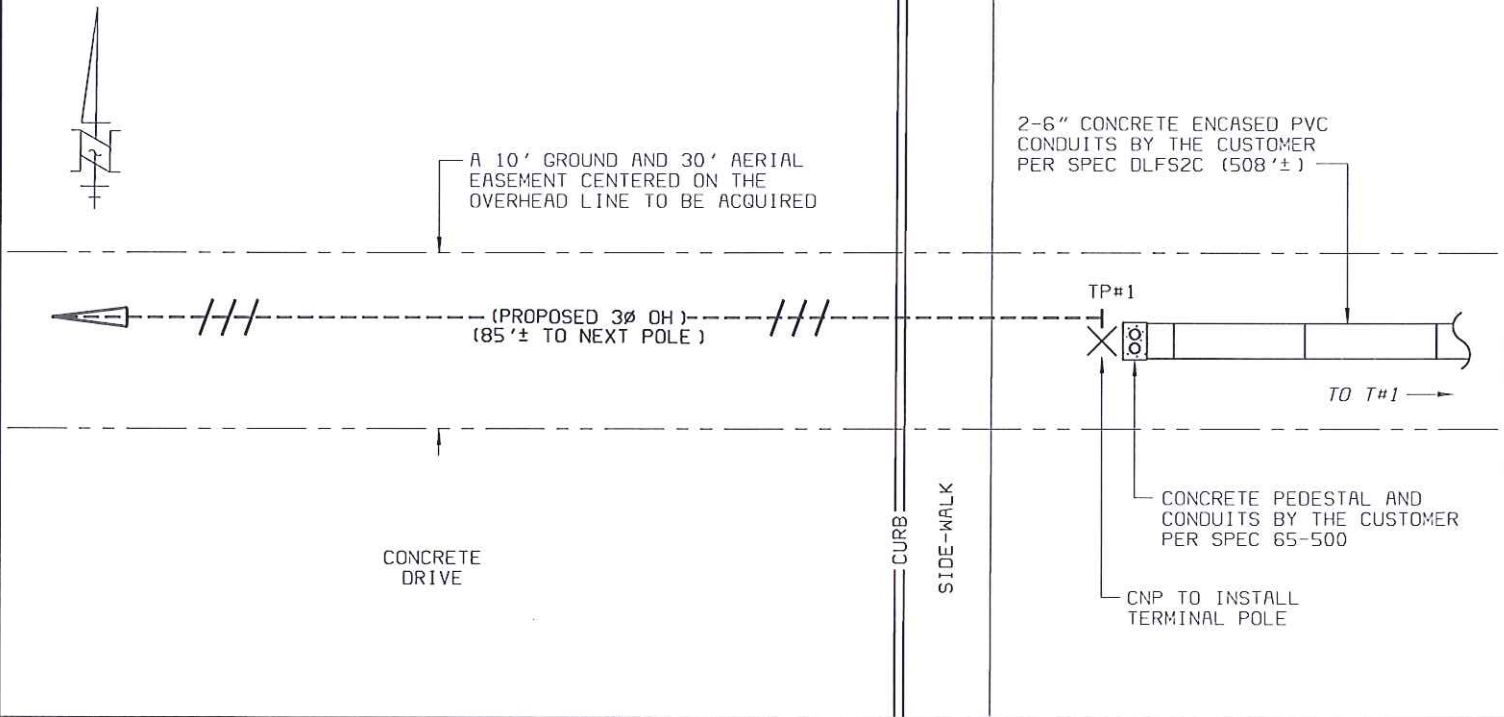 2-6" CONCRETE ENCASED PVC
CONDUITS BY THE CUSTOMER
PER SPEC DLFS2C (508'±)
A 10' GROUND AND 30' AERIAL
EASEMENT CENTERED ON THE
OVERHEAD LINE TO BE ACQUIRED
TP#1
(PROPOSED 3Ø OH)
(85'± TO NEXT POLE)
TO T#1
CONCRETE PEDESTAL AND
CONDUITS BY THE CUSTOMER
PER SPEC 65-500
CURB
SIDE-WALK
CONCRETE
DRIVE
CNP TO INSTALL
TERMINAL POLE